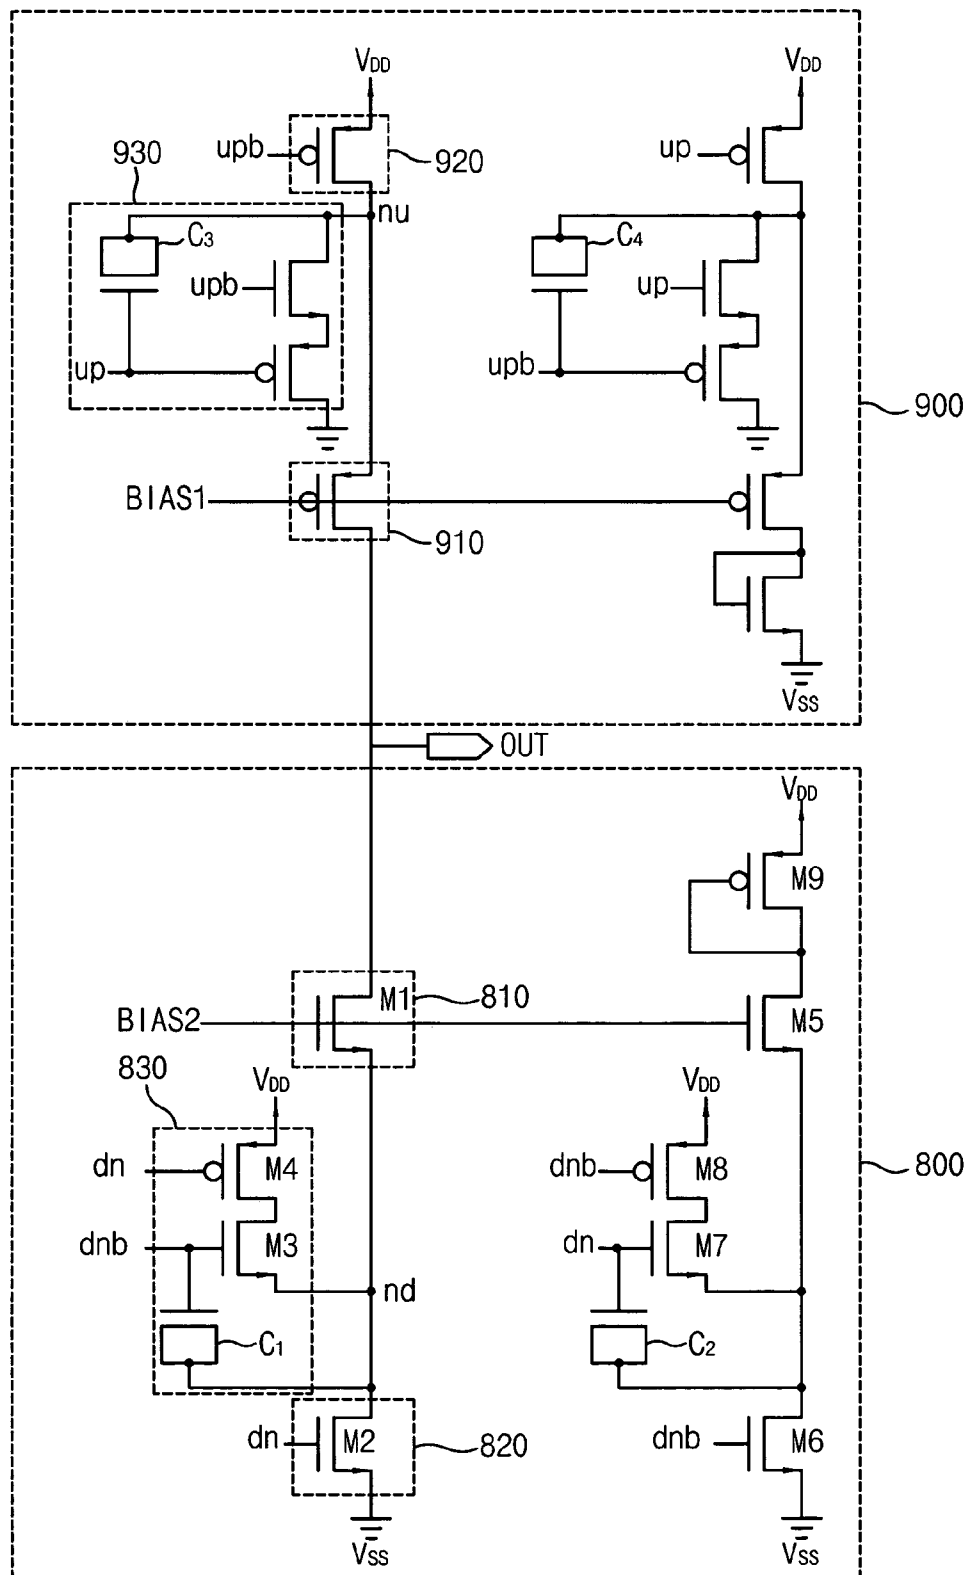 VDD VDD
upb 920 up
930
nu
C3 C4
upb up
up upb
900
BIAS1
910
VSS
OUT
VDD
M9
M1 810
BIAS2 M5
830
VDD VDD
dn M4 dnb M8 800
dnb M3 dn M7
nd
C1 C2
dn M2 820 dnb M6
VSS VSS